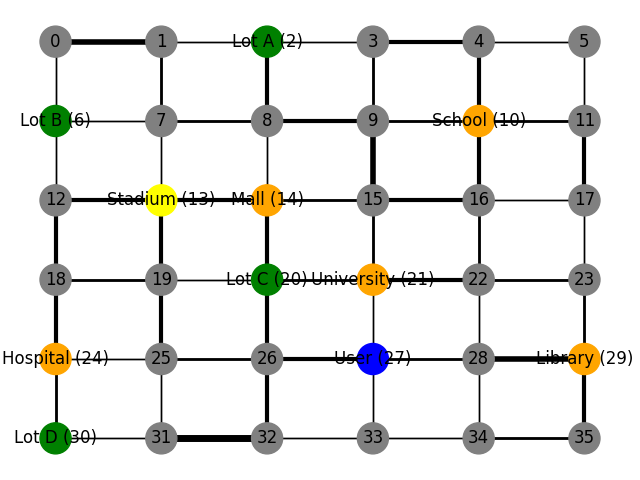 0 1 Lot A (2) 3 4 5
Lot B (6) 7 8 9 School (10) 11
12 Stadium (13) Mall (14) 15 16 17
18 19 Lot C (20) University (21) 22 23
Hospital (24) 25 26 User (27) 28 Library (29)
Lot D (30) 31 32 33 34 35